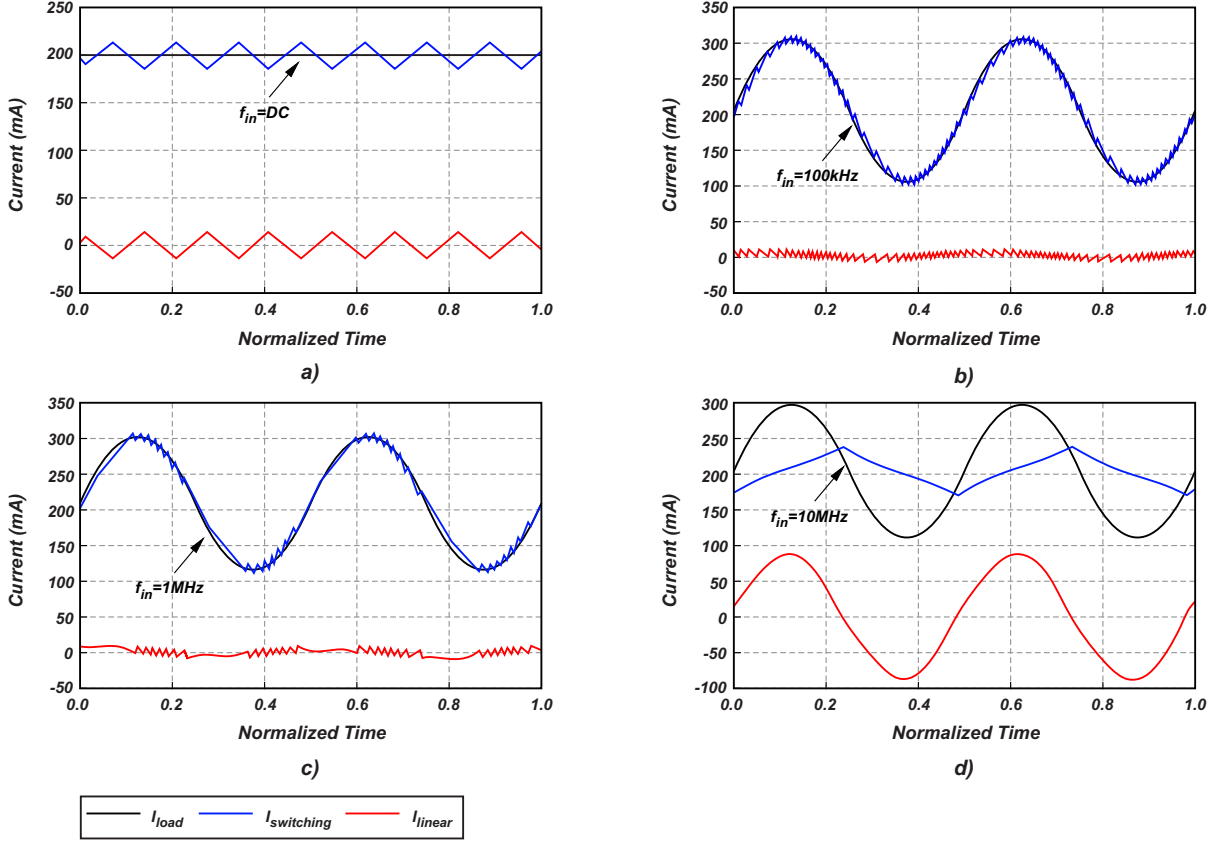 250
200
150
100
50
0
-50
Current (mA)
f_in=DC
0.0 0.2 0.4 0.6 0.8 1.0
Normalized Time
a)
350
300
250
200
150
100
50
0
-50
Current (mA)
f_in=100kHz
0.0 0.2 0.4 0.6 0.8 1.0
Normalized Time
b)
350
300
250
200
150
100
50
0
-50
Current (mA)
f_in=1MHz
0.0 0.2 0.4 0.6 0.8 1.0
Normalized Time
c)
300
250
200
150
100
50
0
-50
-100
Current (mA)
f_in=10MHz
0.0 0.2 0.4 0.6 0.8 1.0
Normalized Time
d)
I_load I_switching I_linear